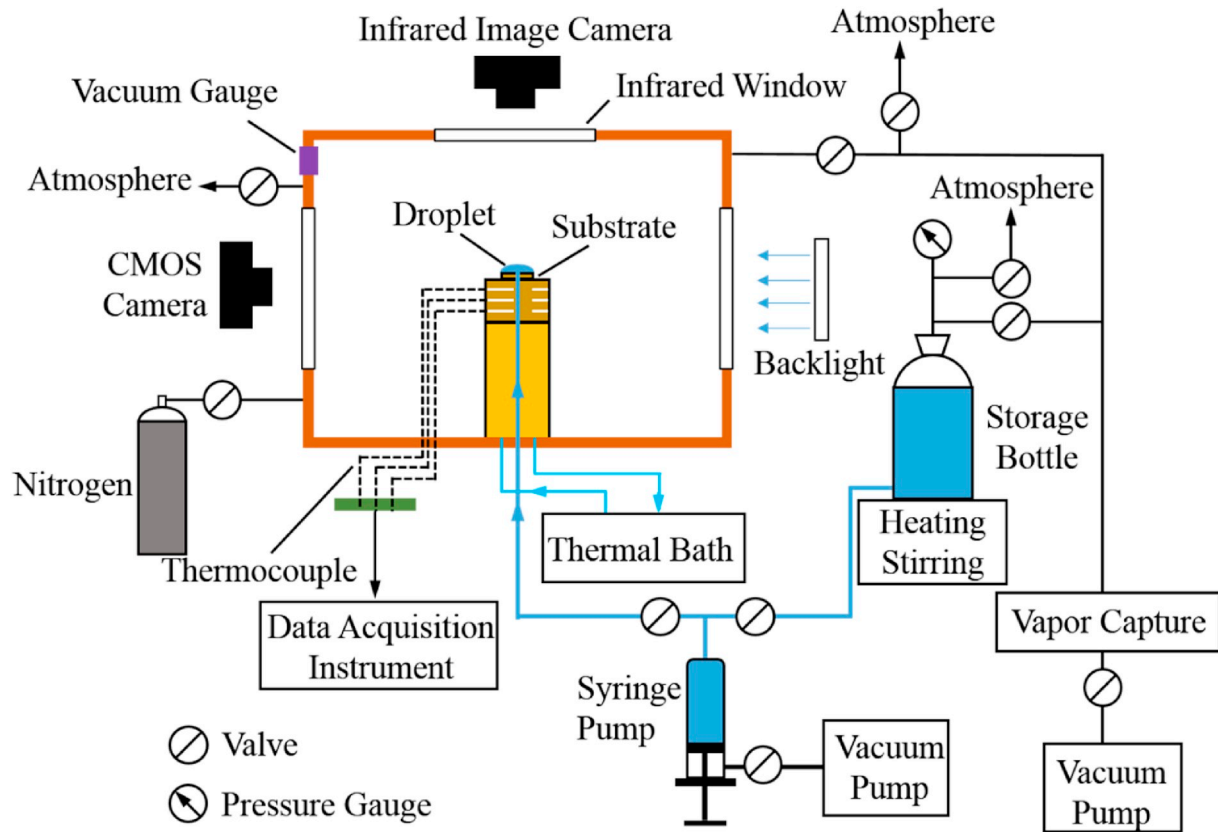 Infrared Image Camera
Atmosphere
Vacuum Gauge
Infrared Window
Atmosphere
Atmosphere
Droplet
Substrate
CMOS
Camera
Backlight
Storage
Bottle
Nitrogen
Thermal Bath
Heating
Stirring
Thermocouple
Data Acquisition
Instrument
Vapor Capture
Syringe
Pump
Valve
Vacuum
Pump
Vacuum
Pump
Pressure Gauge